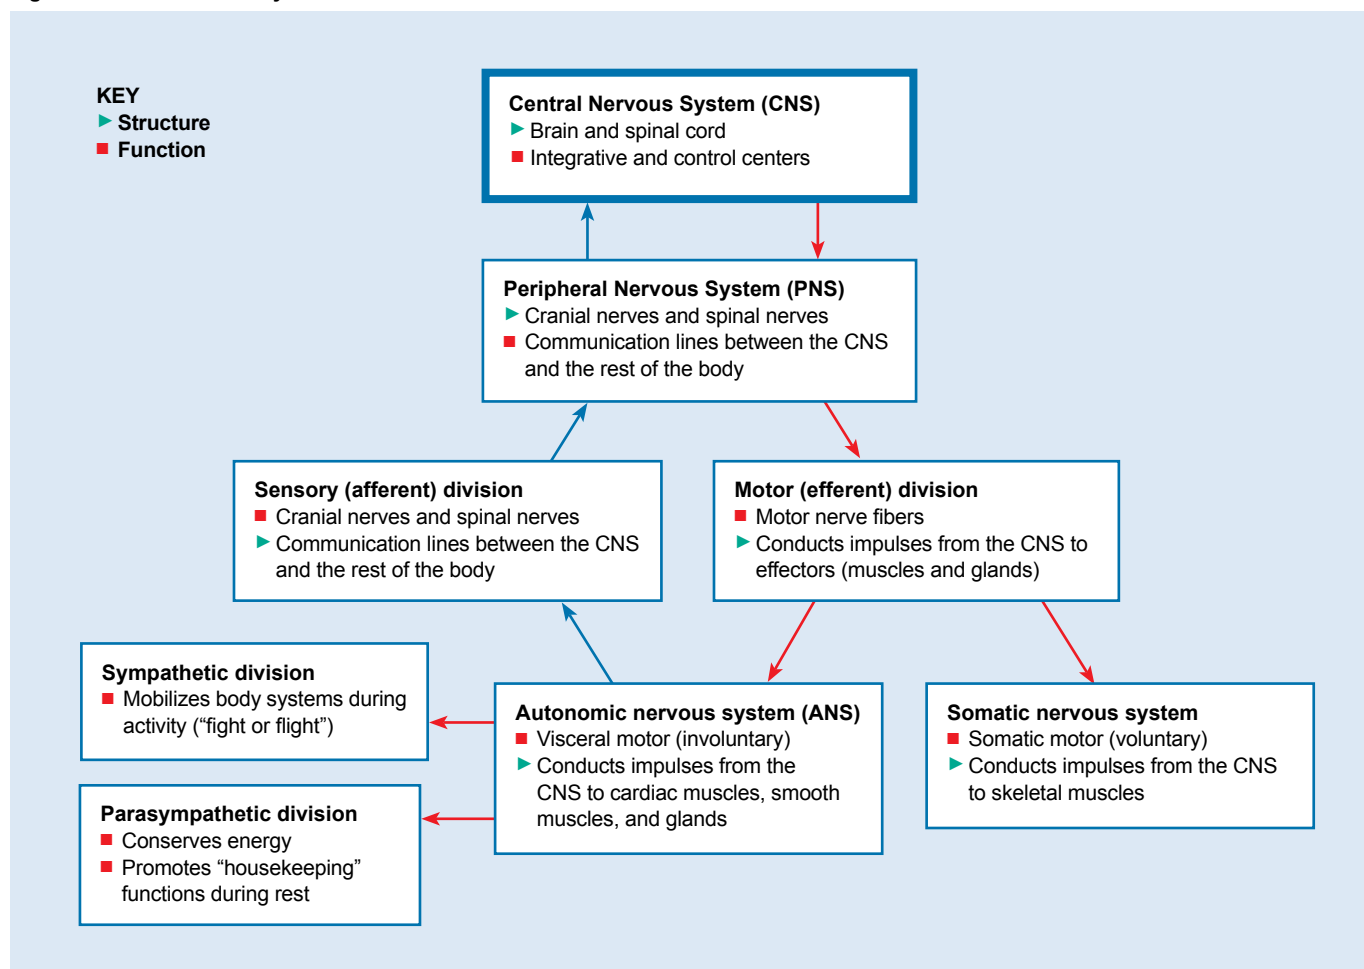 KEY
Structure
Function
Central Nervous System (CNS)
Brain and spinal cord
Integrative and control centers
Peripheral Nervous System (PNS)
Cranial nerves and spinal nerves
Communication lines between the CNS
and the rest of the body
Sensory (afferent) division
Cranial nerves and spinal nerves
Communication lines between the CNS
and the rest of the body
Motor (efferent) division
Motor nerve fibers
Conducts impulses from the CNS to
effectors (muscles and glands)
Sympathetic division
Mobilizes body systems during
activity (“fight or flight”)
Autonomic nervous system (ANS)
Visceral motor (involuntary)
Conducts impulses from the
CNS to cardiac muscles, smooth
muscles, and glands
Somatic nervous system
Somatic motor (voluntary)
Conducts impulses from the CNS
to skeletal muscles
Parasympathetic division
Conserves energy
Promotes “housekeeping”
functions during rest